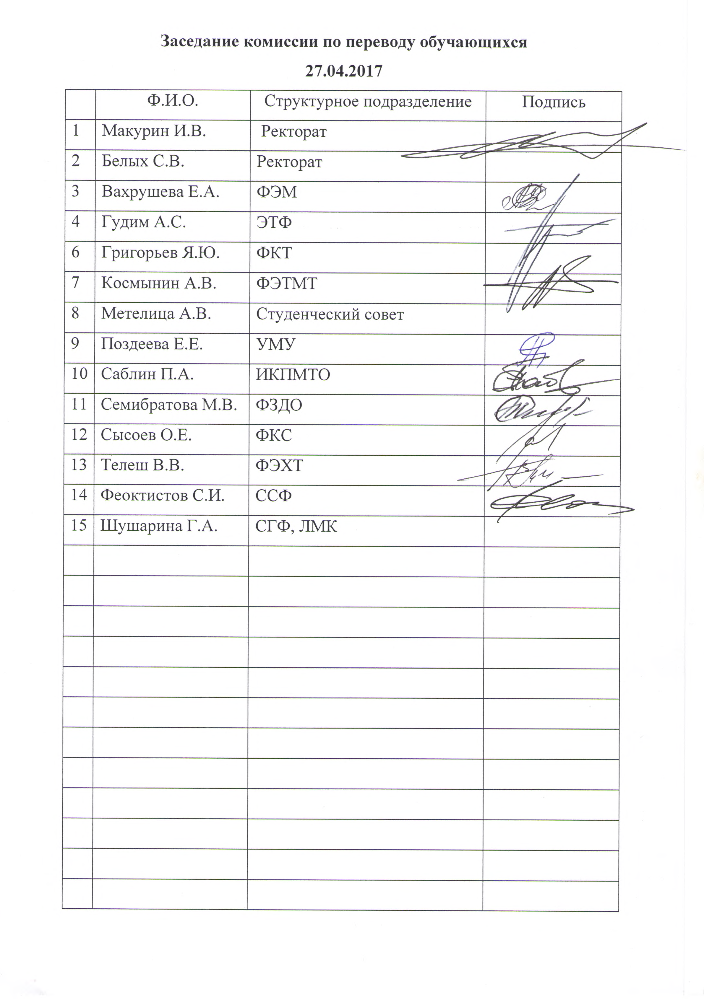 Заседание комиссии по переводу обучающихся
27.04.2017
Ф.И.О. Структурное подразделение Подпись
1 Макурин И.В. Ректорат
2 Белых С.В. Ректорат
3 Вахрушева Е.А. ФЭМ
4 Гудим А.С. ЭТФ
6 Григорьев Я.Ю. ФКТ
7 Космынин А.В. ФЭТМТ
8 Метелица А.В. Студенческий совет
9 Поздеева Е.Е. УМУ
10 Саблин П.А. ИКПМТО
11 Семибратова М.В. ФЗДО
12 Сысоев О.Е. ФКС
13 Телеш В.В. ФЭХТ
14 Феоктистов С.И. ССФ
15 Шушарина Г.А. СГФ, ЛМК